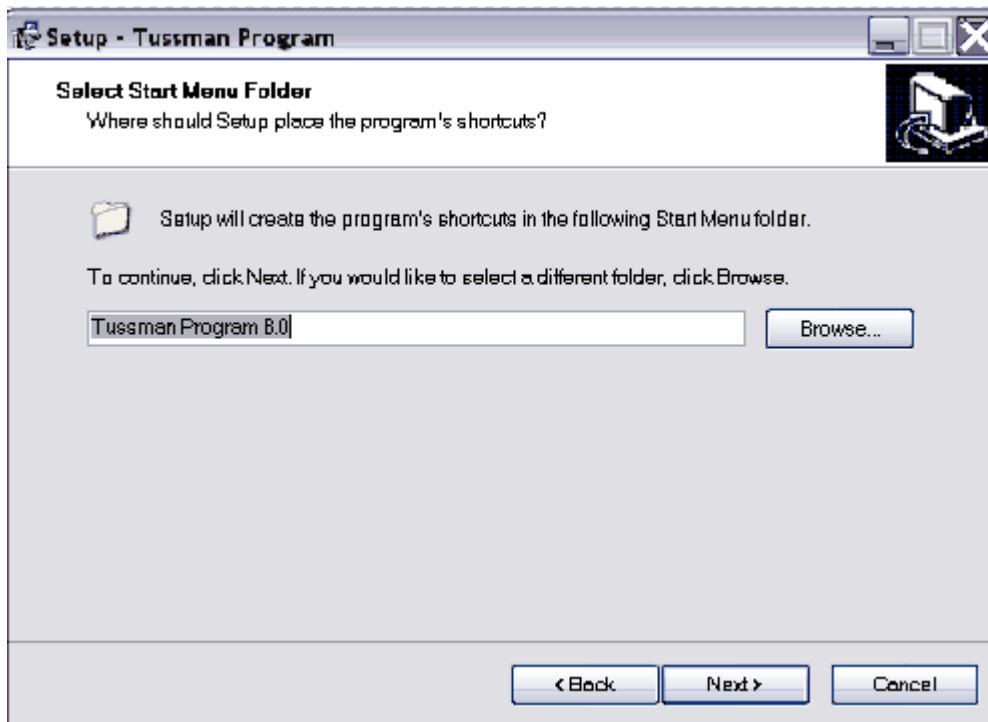 Setup - Tussman Program
Select Start Menu Folder
Where should Setup place the program's shortcuts?
Setup will create the program's shortcuts in the following Start Menu folder.
To continue, click Next. If you would like to select a different folder, click Browse.
Tussman Program 8.0
Browse...
< Back
Next >
Cancel